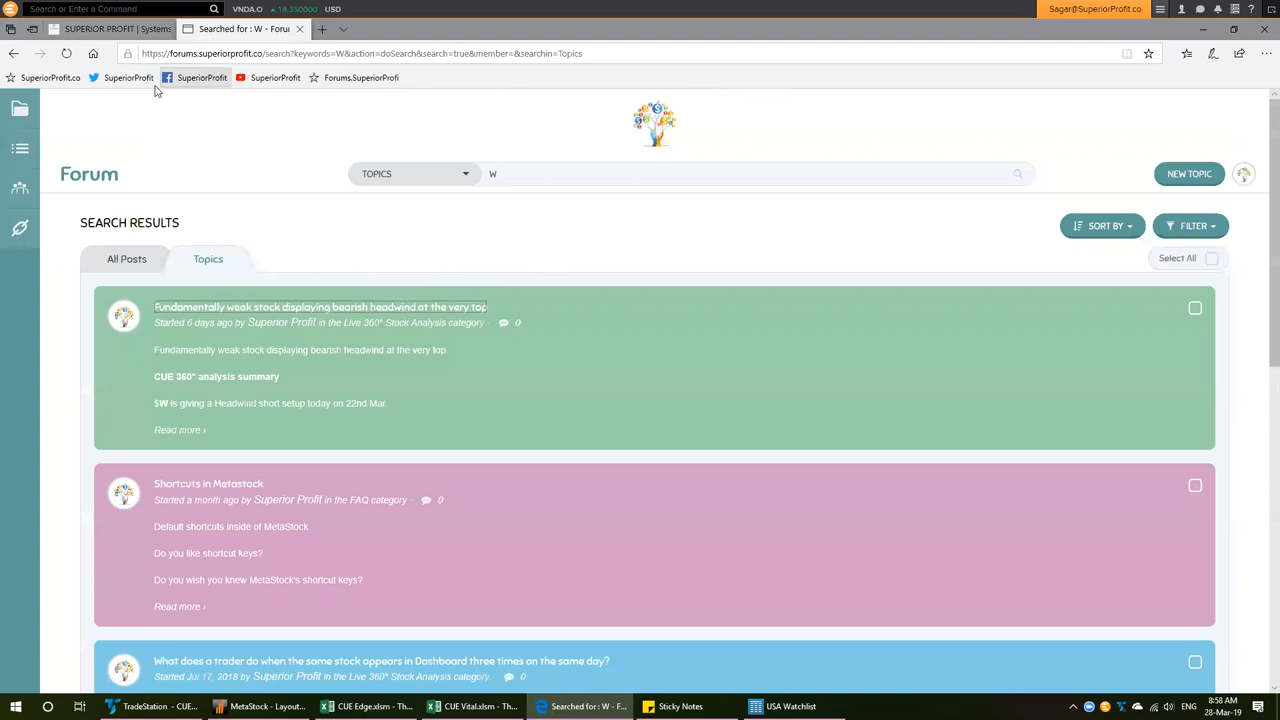 Search or Enter Command
VNDA.O ▲ 18.350000 USD
Sagar@SuperiorProfit.co
SUPERIOR PROFIT | Systems
Searched for : W - Foru
https://forums.superiorprofit.co/search?keywords=W&action=doSearch&search=true&member=&searchin=Topics
SuperiorProfit.co
SuperiorProfit
SuperiorProfit
SuperiorProfit
Forums.SuperiorProfi
Forum
TOPICS
W
NEW TOPIC
SEARCH RESULTS
SORT BY
FILTER
All Posts
Topics
Select All
Fundamentally weak stock displaying bearish headwind at the very top
Started 6 days ago by Superior Profit in the Live 360° Stock Analysis category · 0
Fundamentally weak stock displaying bearish headwind at the very top.
CUE 360° analysis summary
$W is giving a Headwind short setup today on 22nd Mar.
Read more ›
Shortcuts in Metastock
Started a month ago by Superior Profit in the FAQ category · 0
Default shortcuts inside of MetaStock
Do you like shortcut keys?
Do you wish you knew MetaStock's shortcut keys?
Read more ›
What does a trader do when the same stock appears in Dashboard three times on the same day?
Started Jul 17, 2018 by Superior Profit in the Live 360° Stock Analysis category · 0
TradeStation - CUE...
MetaStock - Layout...
CUE Edge.xlsm - Th...
CUE Vital.xlsm - Th...
Searched for : W - F...
Sticky Notes
USA Watchlist
8:58 AM
28-Mar-19